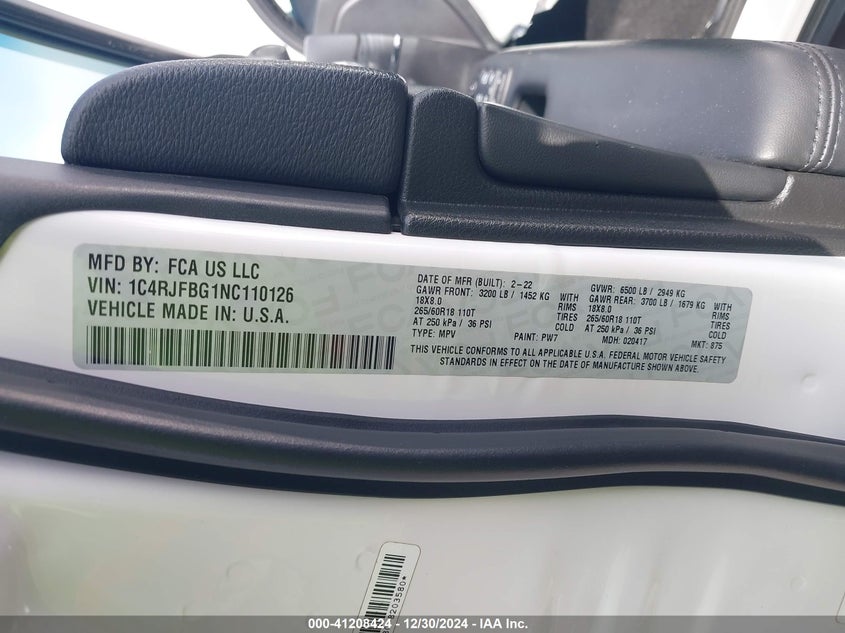 MFD BY: FCA US LLC
VIN: 1C4RJFBG1NC110126
VEHICLE MADE IN: U.S.A.
DATE OF MFR (BUILT): 2-22
GVWR: 6500 LB / 2949 KG
GAWR FRONT: 3200 LB / 1452 KG WITH
18X8.0 RIMS
265/60R18 110T TIRES
AT 250 kPa / 36 PSI COLD
GAWR REAR: 3700 LB / 1679 KG WITH
18X8.0 RIMS
265/60R18 110T TIRES
AT 250 kPa / 36 PSI COLD
TYPE: MPV PAINT: PW7 MDH: 020417 MKT: 875
THIS VEHICLE CONFORMS TO ALL APPLICABLE U.S.A. FEDERAL MOTOR VEHICLE SAFETY
STANDARDS IN EFFECT ON THE DATE OF MANUFACTURE SHOWN ABOVE.
000-41208424 - 12/30/2024 - IAA Inc.